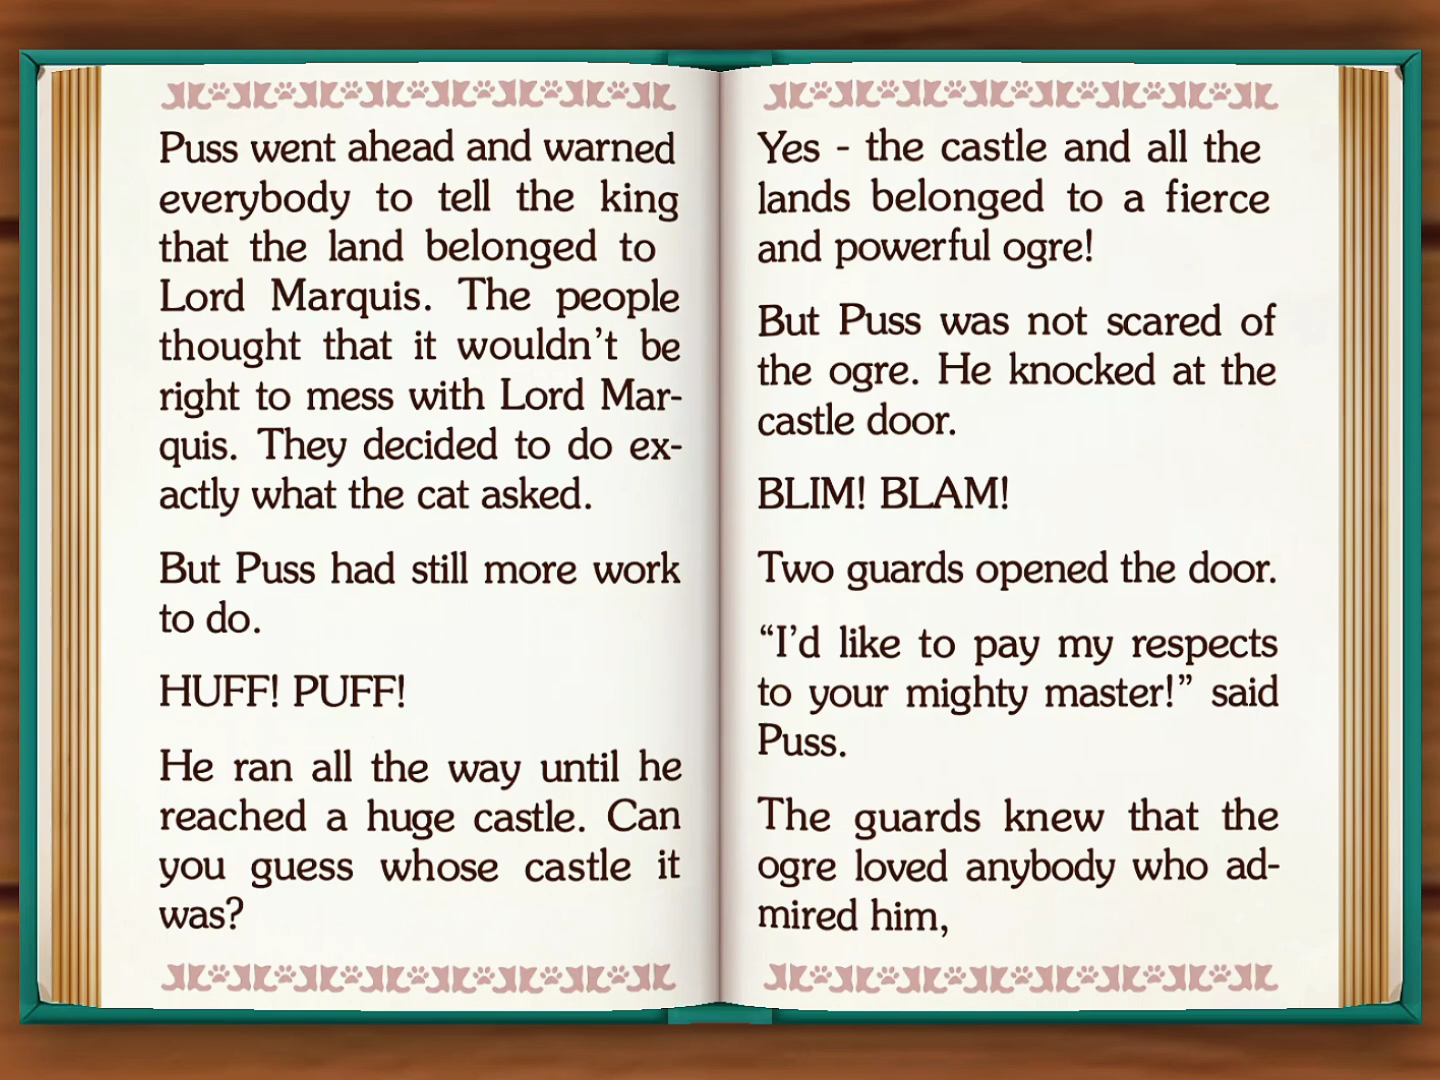 Puss went ahead and warned
everybody to tell the king
that the land belonged to
Lord Marquis. The people
thought that it wouldn’t be
right to mess with Lord Mar-
quis. They decided to do ex-
actly what the cat asked.
But Puss had still more work
to do.
HUFF! PUFF!
He ran all the way until he
reached a huge castle. Can
you guess whose castle it
was?
Yes - the castle and all the
lands belonged to a fierce
and powerful ogre!
But Puss was not scared of
the ogre. He knocked at the
castle door.
BLIM! BLAM!
Two guards opened the door.
“I’d like to pay my respects
to your mighty master!” said
Puss.
The guards knew that the
ogre loved anybody who ad-
mired him,